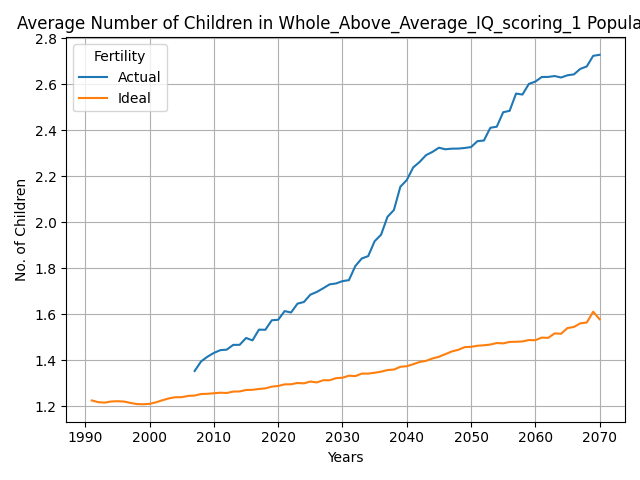 Average Number of Children in Whole_Above_Average_IQ_scoring_1 Popula
Fertility
Actual
Ideal
2.8
2.6
2.4
2.2
2.0
1.8
1.6
1.4
1.2
No. of Children
1990 2000 2010 2020 2030 2040 2050 2060 2070
Years